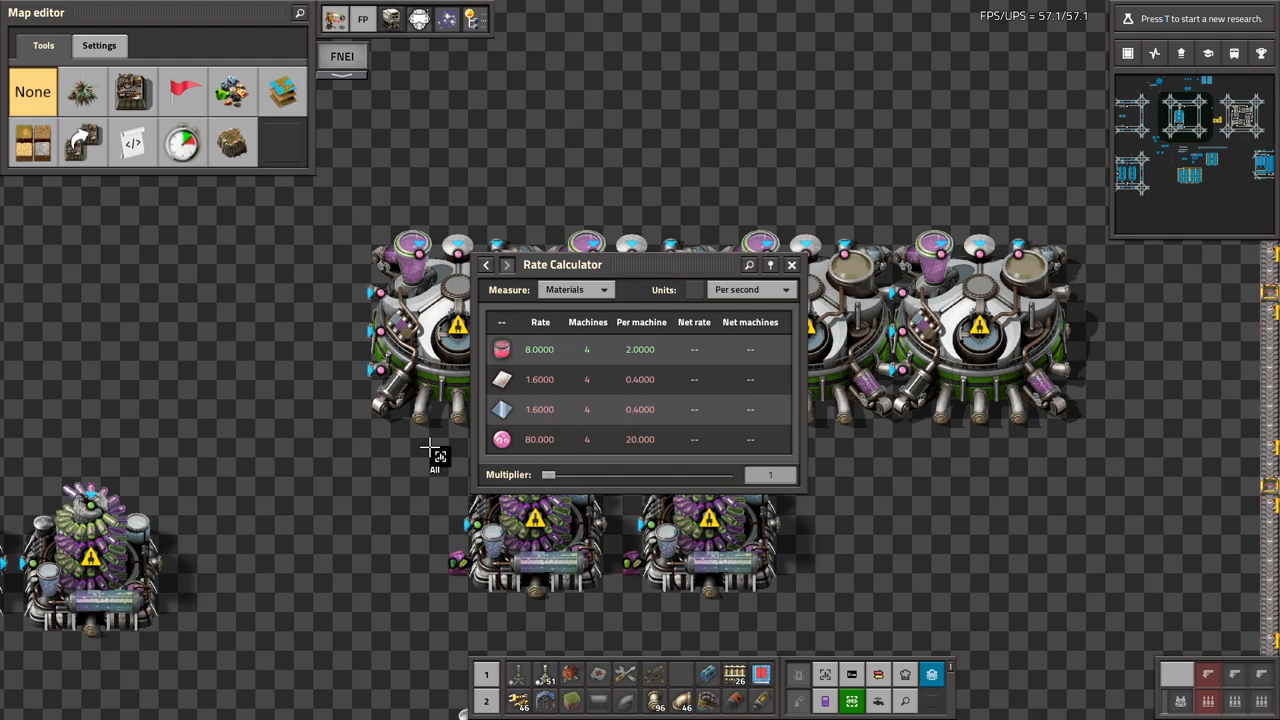 Map editor
FP
FPS/UPS = 57.1/57.1
Press T to start a new research.
Tools
Settings
FNEI
None
</>
Rate Calculator
Measure:
Materials
Units:
Per second
--
Rate
Machines
Per machine
Net rate
Net machines
8.0000
4
2.0000
--
--
1.6000
4
0.4000
--
--
1.6000
4
0.4000
--
--
80.000
4
20.000
--
--
All
Multiplier:
1
1
51
26
2
46
96
46